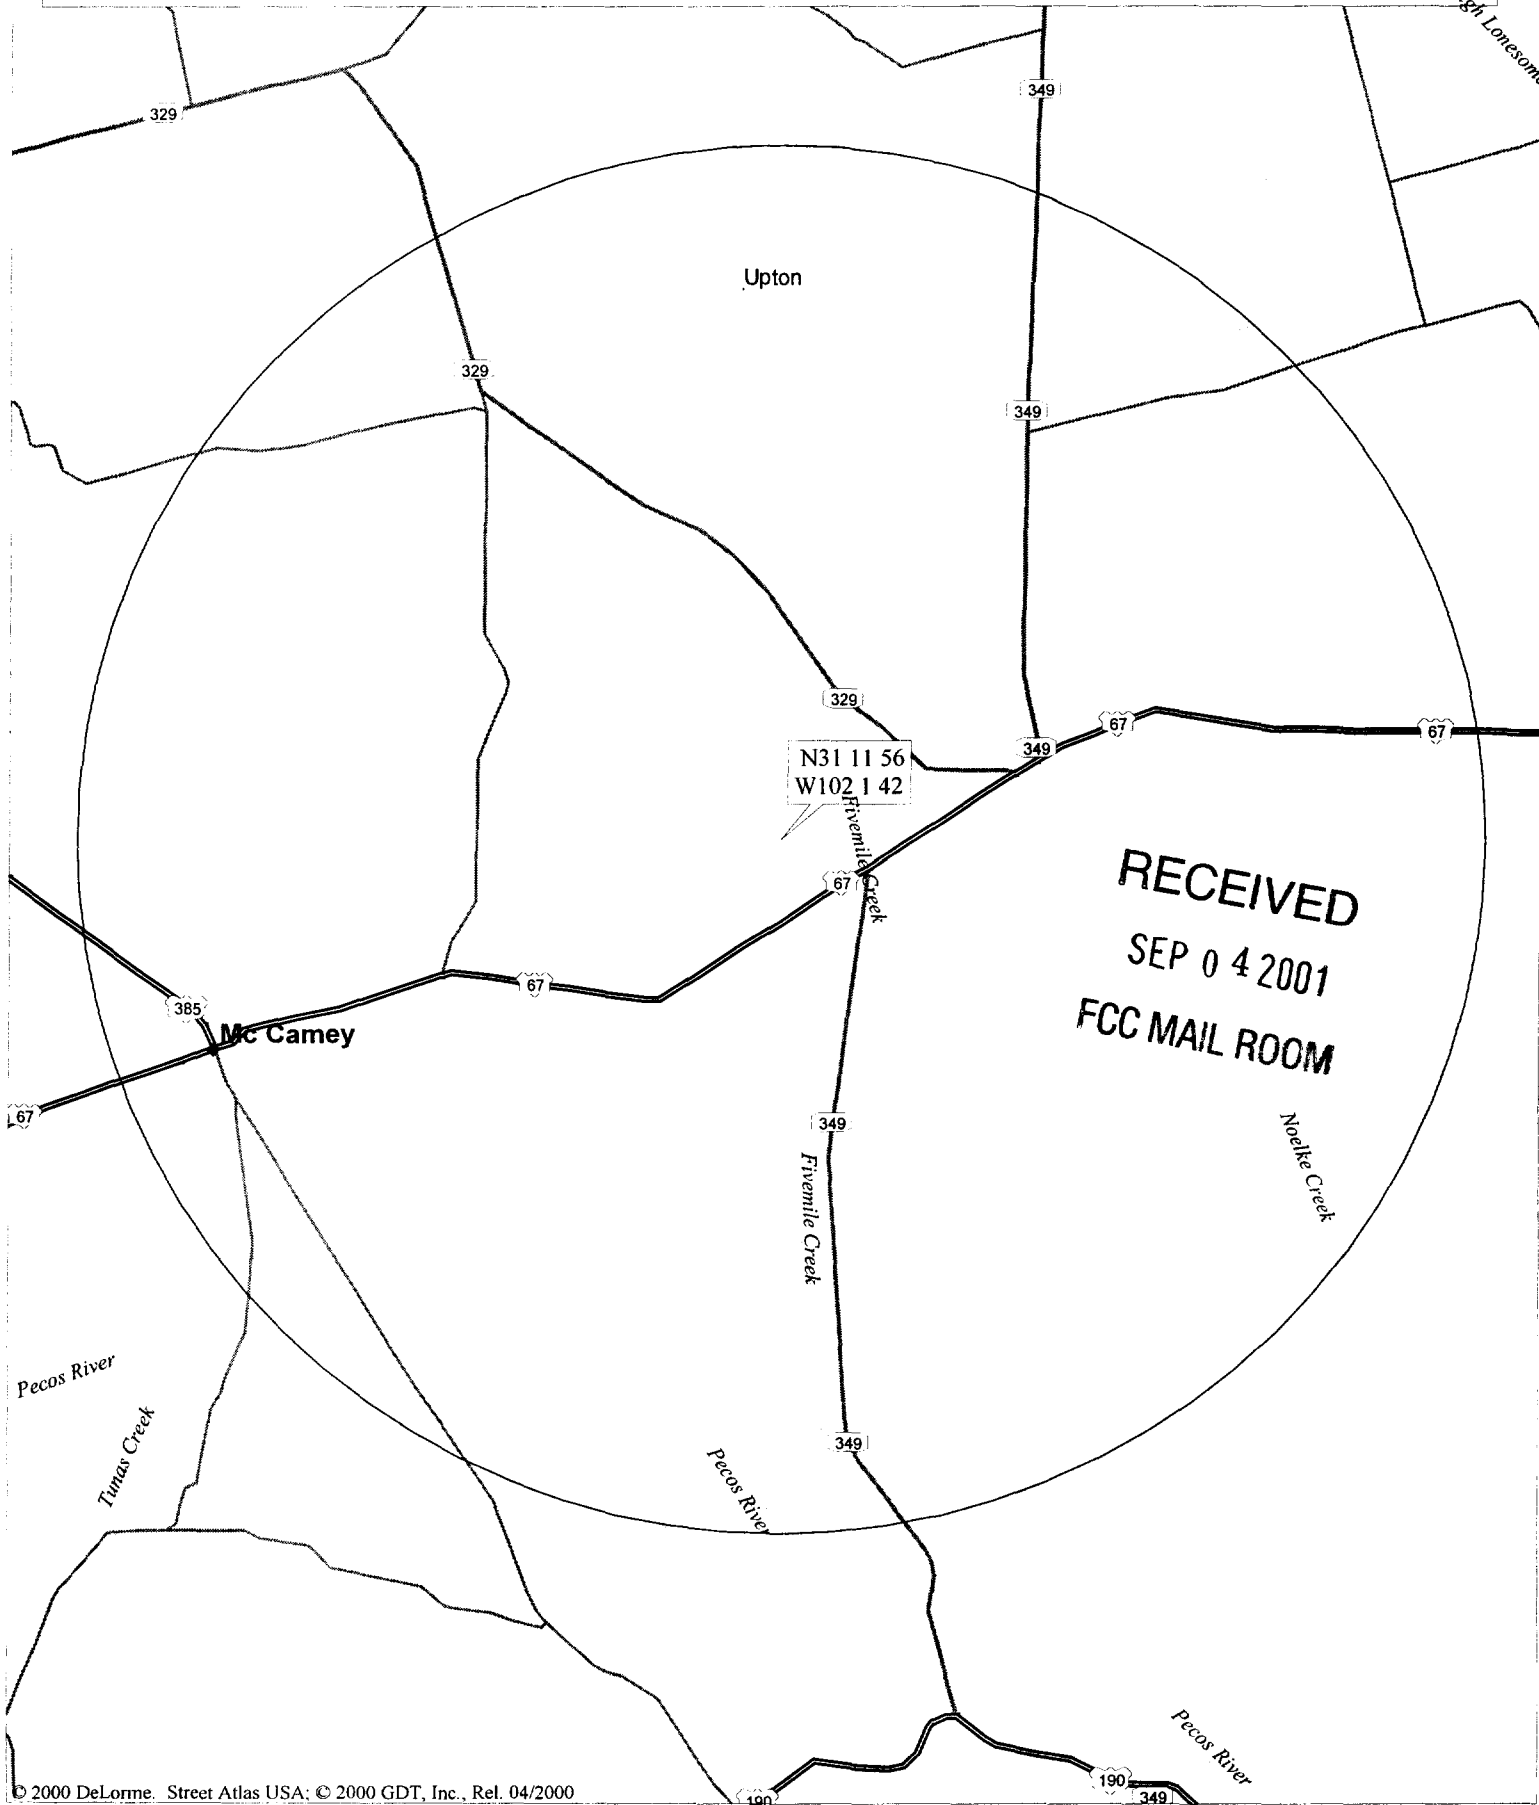 gh Lonesome
349
329
Upton
329
349
329
67
67
349
N31 11 56
W102 1 42
Fivemile Creek
67
RECEIVED
SEP 04 2001
FCC MAIL ROOM
67
385
Mc Camey
67
349
Noelke Creek
Fivemile Creek
Pecos River
Tunas Creek
349
Pecos River
Pecos River
190
349
190
© 2000 DeLorme. Street Atlas USA; © 2000 GDT, Inc., Rel. 04/2000